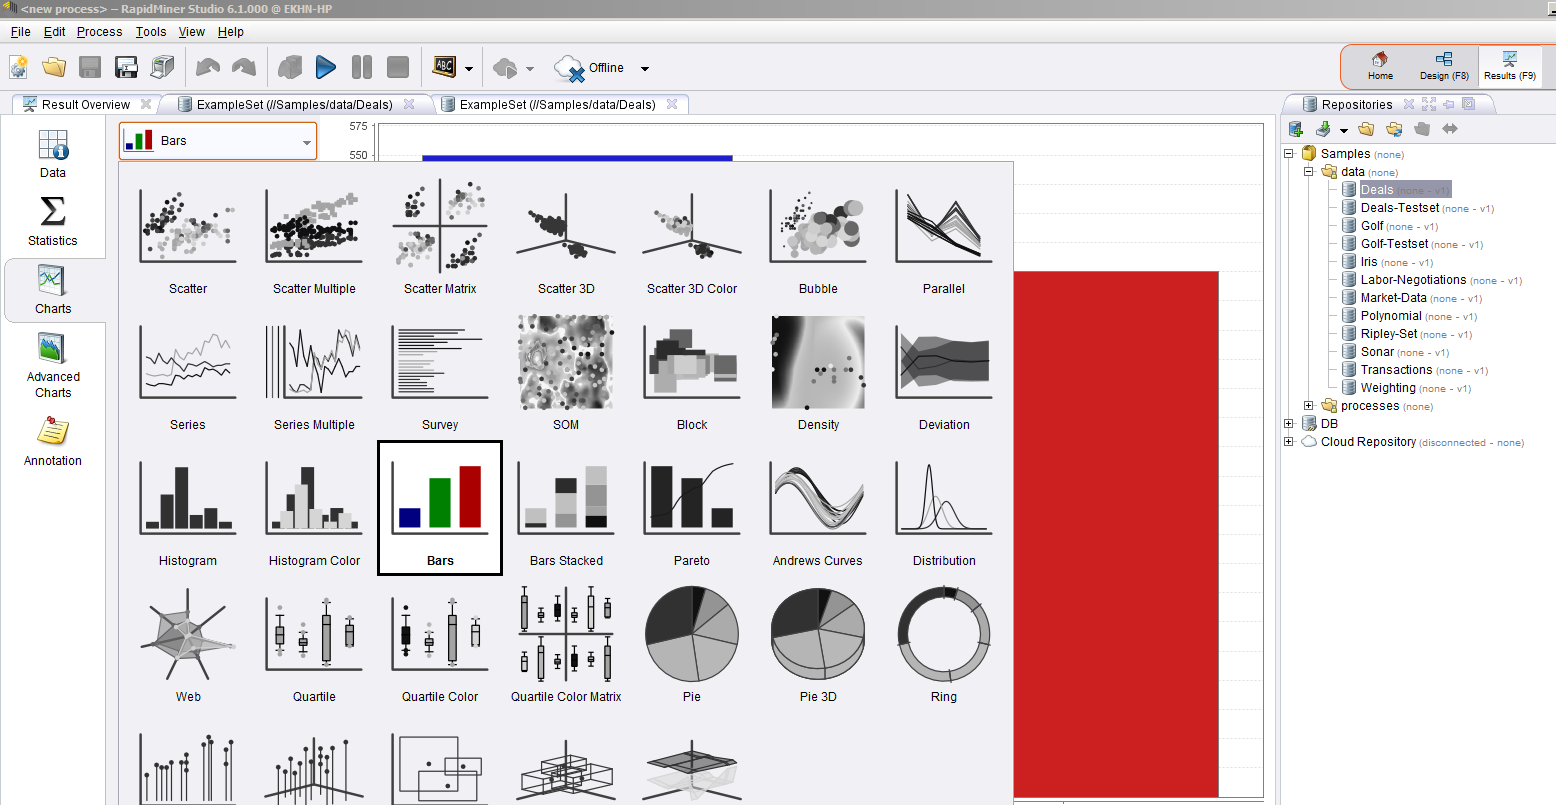 <new process> – RapidMiner Studio 6.1.000 @ EKHN-HP
File Edit Process Tools View Help
ABC
Offline
Home Design (F8) Results (F9)
Result Overview ExampleSet (//Samples/data/Deals) ExampleSet (//Samples/data/Deals)
Repositories
Data
Statistics
Charts
Advanced
Charts
Annotation
Bars
575
550
Scatter Scatter Multiple Scatter Matrix Scatter 3D Scatter 3D Color Bubble Parallel
Series Series Multiple Survey SOM Block Density Deviation
Histogram Histogram Color Bars Bars Stacked Pareto Andrews Curves Distribution
Web Quartile Quartile Color Quartile Color Matrix Pie Pie 3D Ring
Samples (none)
data (none)
Deals (none - v1)
Deals-Testset (none - v1)
Golf (none - v1)
Golf-Testset (none - v1)
Iris (none - v1)
Labor-Negotiations (none - v1)
Market-Data (none - v1)
Polynomial (none - v1)
Ripley-Set (none - v1)
Sonar (none - v1)
Transactions (none - v1)
Weighting (none - v1)
processes (none)
DB
Cloud Repository (disconnected - none)